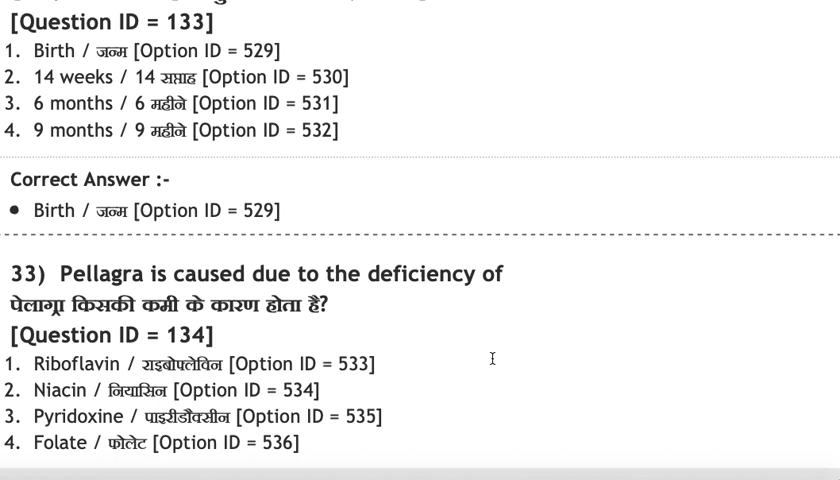 [Question ID = 133]
1. Birth / जन्म [Option ID = 529]
2. 14 weeks / 14 सप्ताह [Option ID = 530]
3. 6 months / 6 महीने [Option ID = 531]
4. 9 months / 9 महीने [Option ID = 532]
Correct Answer :-
• Birth / जन्म [Option ID = 529]
33) Pellagra is caused due to the deficiency of
पेलाग्रा किसकी कमी के कारण होता है?
[Question ID = 134]
1. Riboflavin / राइबोफ्लेविन [Option ID = 533]
2. Niacin / नियासिन [Option ID = 534]
3. Pyridoxine / पाइरीडौक्सीन [Option ID = 535]
4. Folate / फोलेट [Option ID = 536]